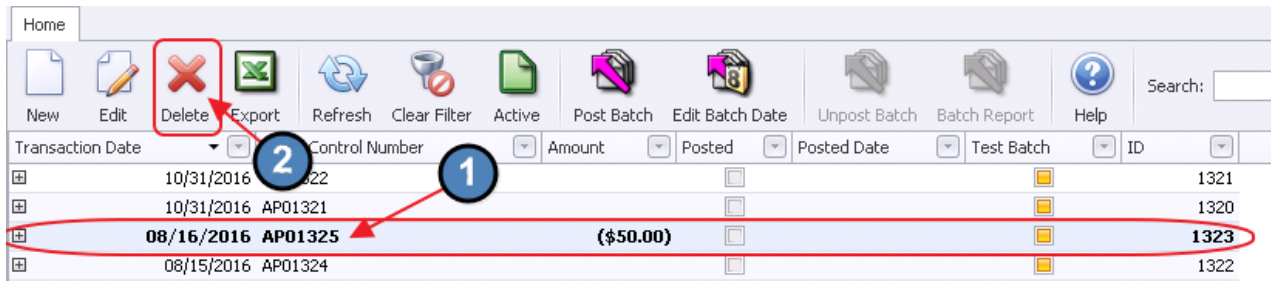 Home
New Edit Delete Export Refresh Clear Filter Active Post Batch Edit Batch Date Unpost Batch Batch Report Help Search:
Transaction Date Control Number Amount Posted Posted Date Test Batch ID
10/31/2016 22 1321
10/31/2016 AP01321 1320
08/16/2016 AP01325 ($50.00) 1323
08/15/2016 AP01324 1322
2
1
8